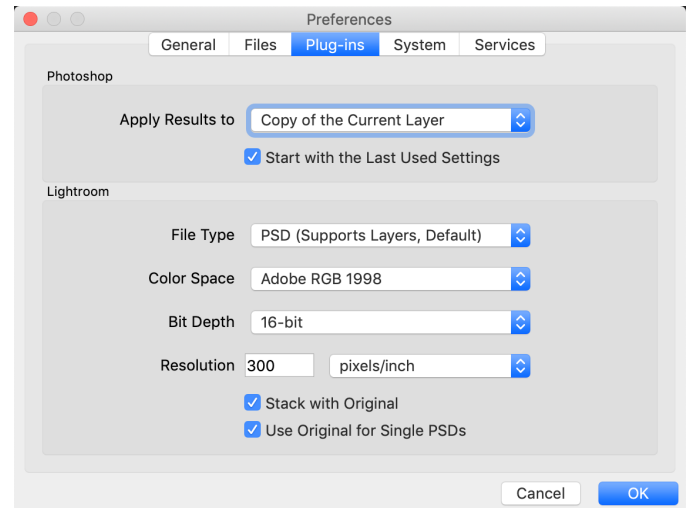 Preferences
General Files Plug-ins System Services
Photoshop
Apply Results to Copy of the Current Layer
Start with the Last Used Settings
Lightroom
File Type PSD (Supports Layers, Default)
Color Space Adobe RGB 1998
Bit Depth 16-bit
Resolution 300 pixels/inch
Stack with Original
Use Original for Single PSDs
Cancel OK